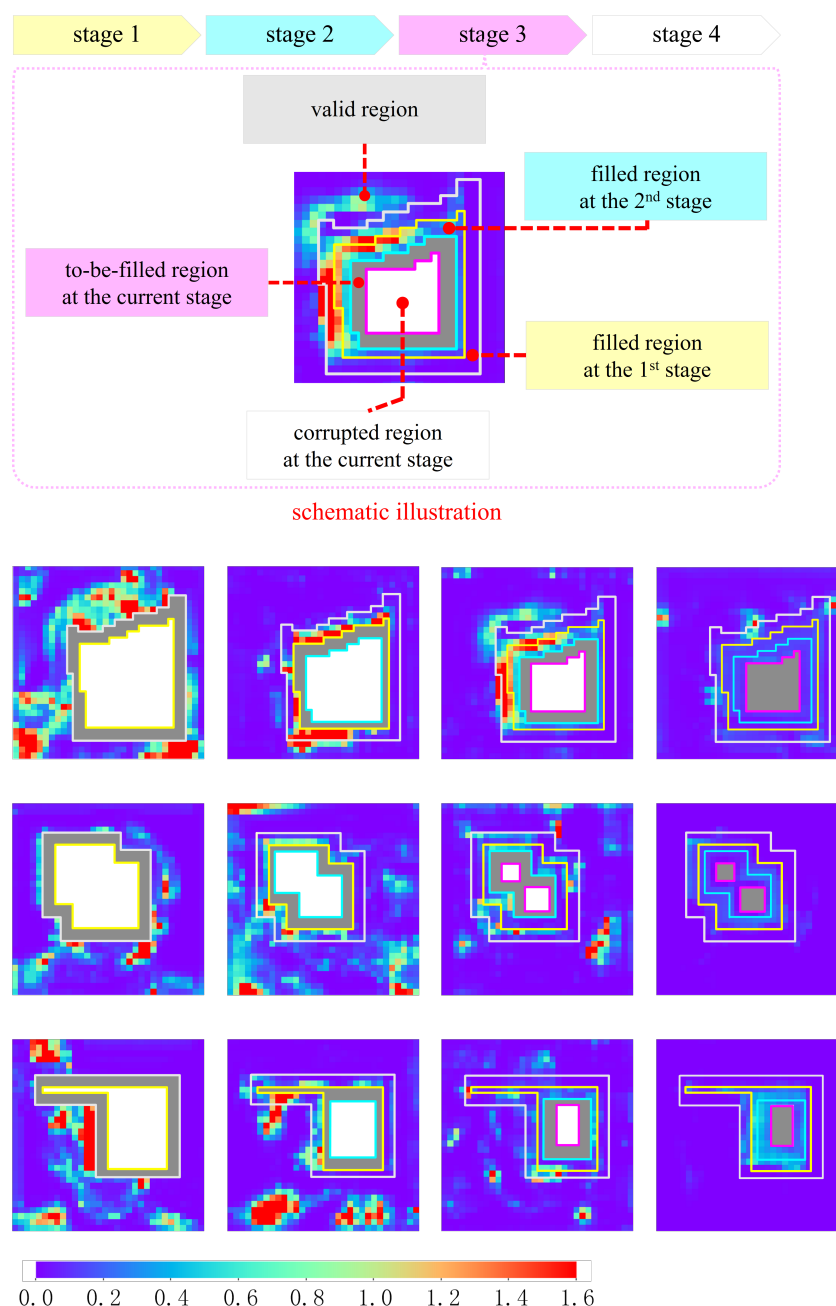 stage 1
stage 2
stage 3
stage 4
valid region
filled region
at the 2nd stage
to-be-filled region
at the current stage
filled region
at the 1st stage
corrupted region
at the current stage
schematic illustration
0.0 0.2 0.4 0.6 0.8 1.0 1.2 1.4 1.6